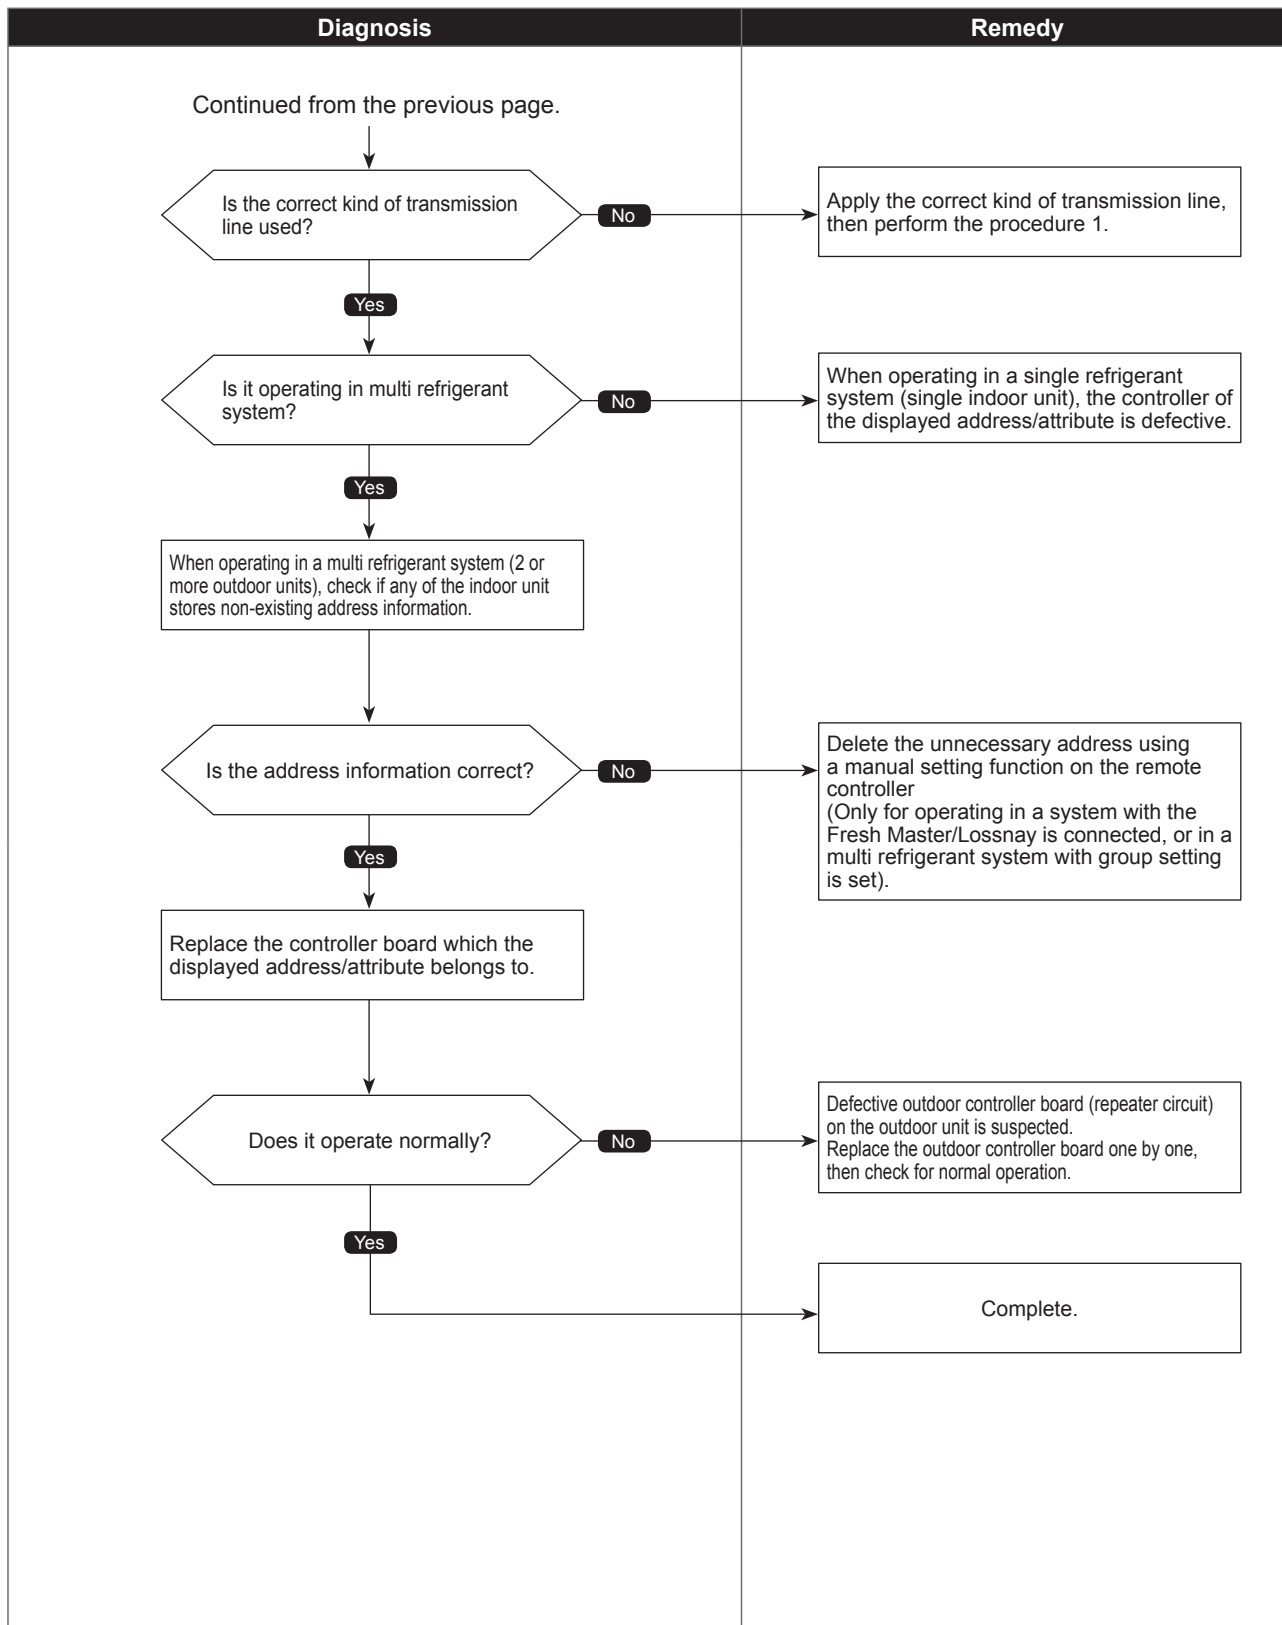 Diagnosis
Remedy
Continued from the previous page.
Is the correct kind of transmission
line used?
No
Apply the correct kind of transmission line,
then perform the procedure 1.
Yes
Is it operating in multi refrigerant
system?
No
When operating in a single refrigerant
system (single indoor unit), the controller of
the displayed address/attribute is defective.
Yes
When operating in a multi refrigerant system (2 or
more outdoor units), check if any of the indoor unit
stores non-existing address information.
Is the address information correct?
No
Delete the unnecessary address using
a manual setting function on the remote
controller
(Only for operating in a system with the
Fresh Master/Lossnay is connected, or in a
multi refrigerant system with group setting
is set).
Yes
Replace the controller board which the
displayed address/attribute belongs to.
Does it operate normally?
No
Defective outdoor controller board (repeater circuit)
on the outdoor unit is suspected.
Replace the outdoor controller board one by one,
then check for normal operation.
Yes
Complete.